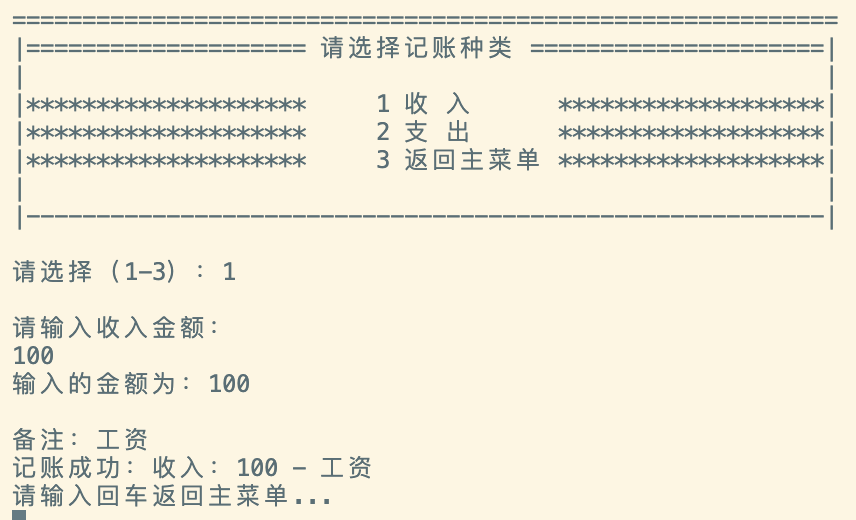 ===========================================================
|==================== 请选择记账种类 =====================|
|                                                         |
|********************     1 收 入      *******************|
|********************     2 支 出      *******************|
|********************     3 返回主菜单 *******************|
|                                                         |
|---------------------------------------------------------|
请选择（1-3）: 1
请输入收入金额:
100
输入的金额为: 100
备注: 工资
记账成功: 收入: 100 - 工资
请输入回车返回主菜单...